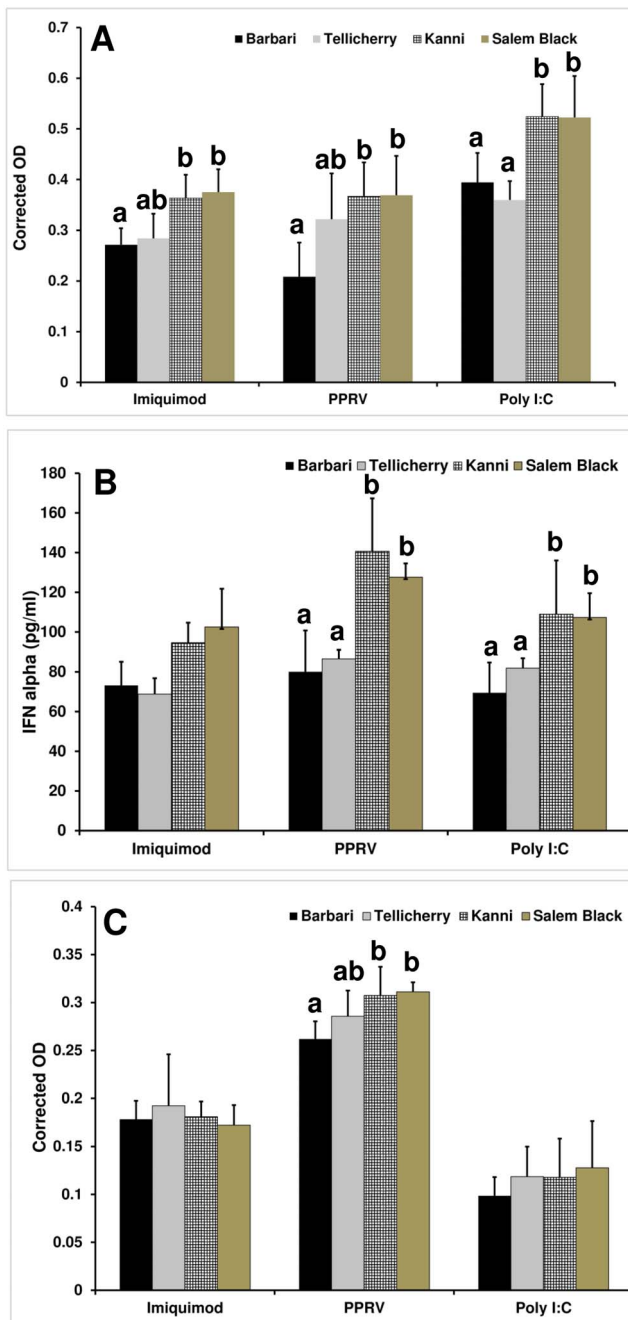 A
Barbari Tellicherry Kanni Salem Black
0.7
0.6
0.5
0.4
0.3
0.2
0.1
0
Corrected OD
a ab b b
a ab b b
a a b b
Imiquimod PPRV Poly I:C
B
Barbari Tellicherry Kanni Salem Black
180
160
140
120
100
80
60
40
20
0
IFN alpha (pg/ml)
a a b b
a a b b
Imiquimod PPRV Poly I:C
C
Barbari Tellicherry Kanni Salem Black
0.4
0.35
0.3
0.25
0.2
0.15
0.1
0.05
0
Corrected OD
a ab b b
Imiquimod PPRV Poly I:C